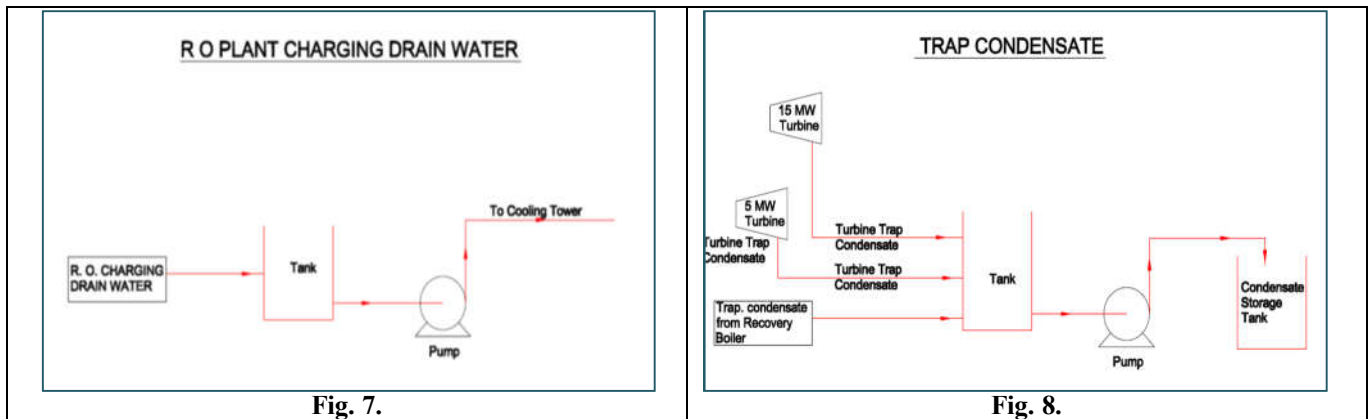 R O PLANT CHARGING DRAIN WATER
To Cooling Tower
Tank
R. O. CHARGING
DRAIN WATER
Pump
Fig. 7.
TRAP CONDENSATE
15 MW
Turbine
5 MW
Turbine
Turbine Trap
Condensate
Turbine Trap
Condensate
Turbine Trap
Condensate
Tank
Trap. condensate
from Recovery
Boiler
Condensate
Storage
Tank
Pump
Fig. 8.